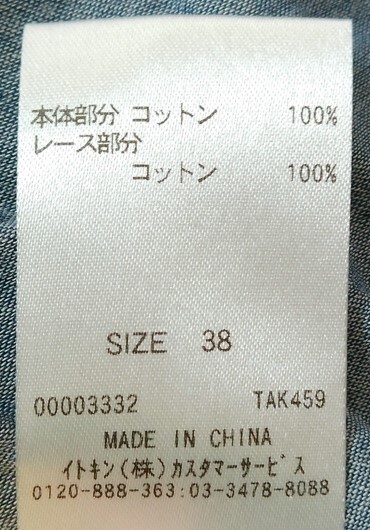 本体部分 コットン 100%
レース部分
コットン 100%
SIZE 38
00003332 TAK459
MADE IN CHINA
イトキン(株)カスタマーサービス
0120-888-363:03-3478-8088